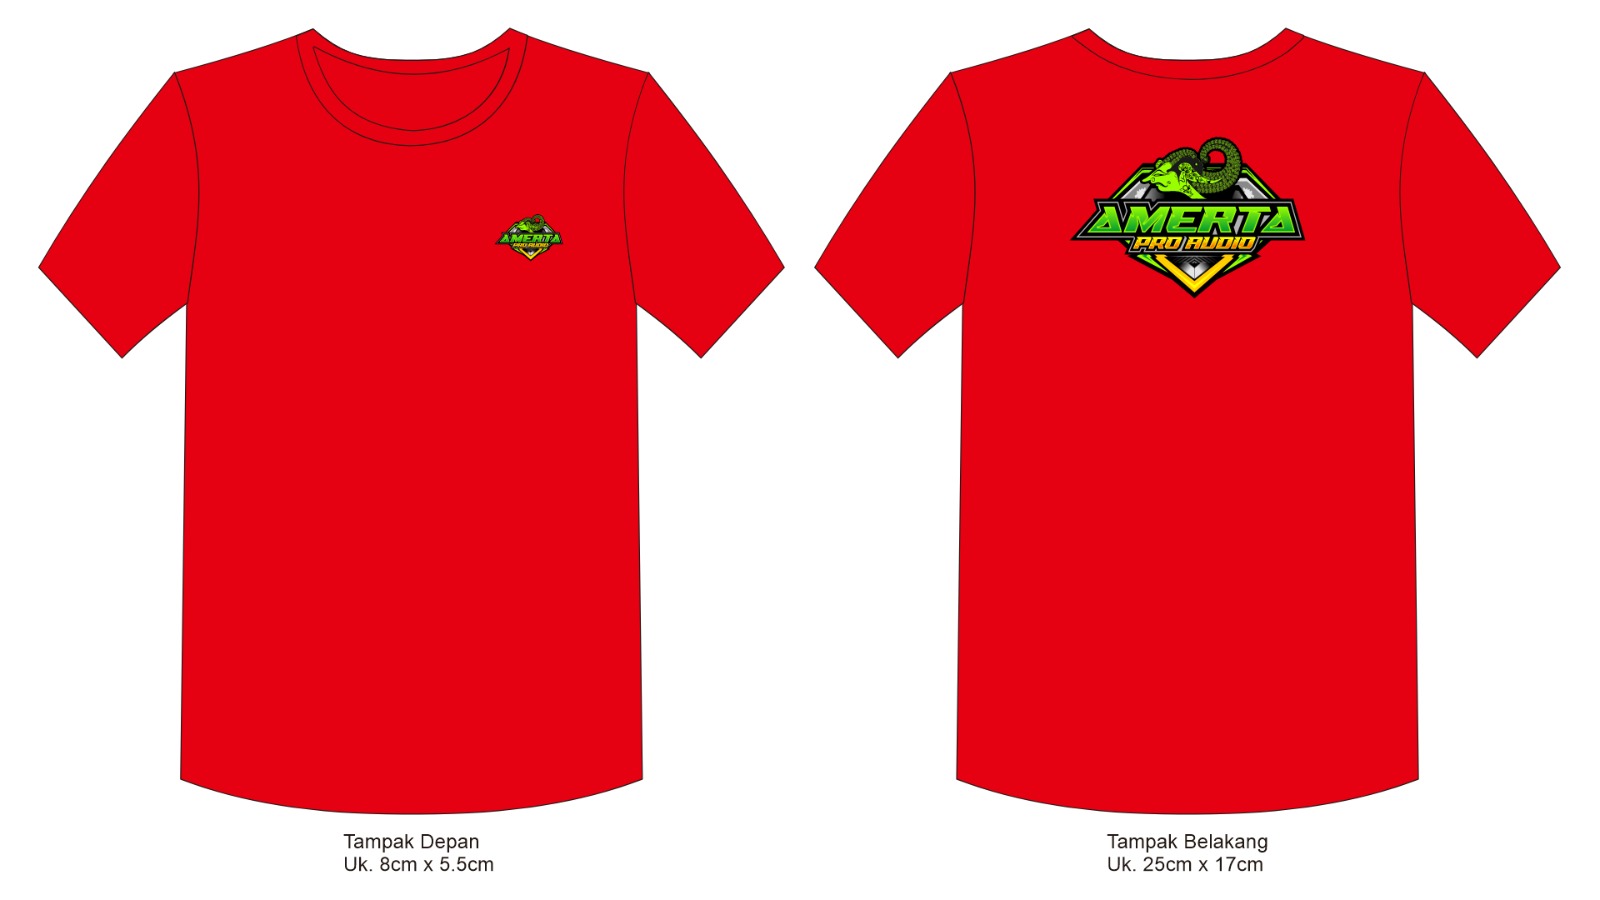 AMERTA
PRO AUDIO
AMERTA
PRO AUDIO
Tampak Depan
Uk. 8cm x 5.5cm
Tampak Belakang
Uk. 25cm x 17cm